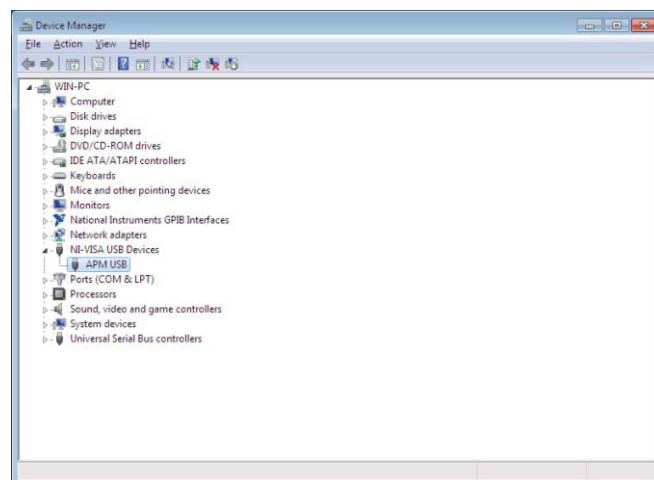 Device Manager
File Action View Help
WIN-PC
Computer
Disk drives
Display adapters
DVD/CD-ROM drives
IDE ATA/ATAPI controllers
Keyboards
Mice and other pointing devices
Monitors
National Instruments GPIB Interfaces
Network adapters
NI-VISA USB Devices
APM USB
Ports (COM & LPT)
Processors
Sound, video and game controllers
System devices
Universal Serial Bus controllers